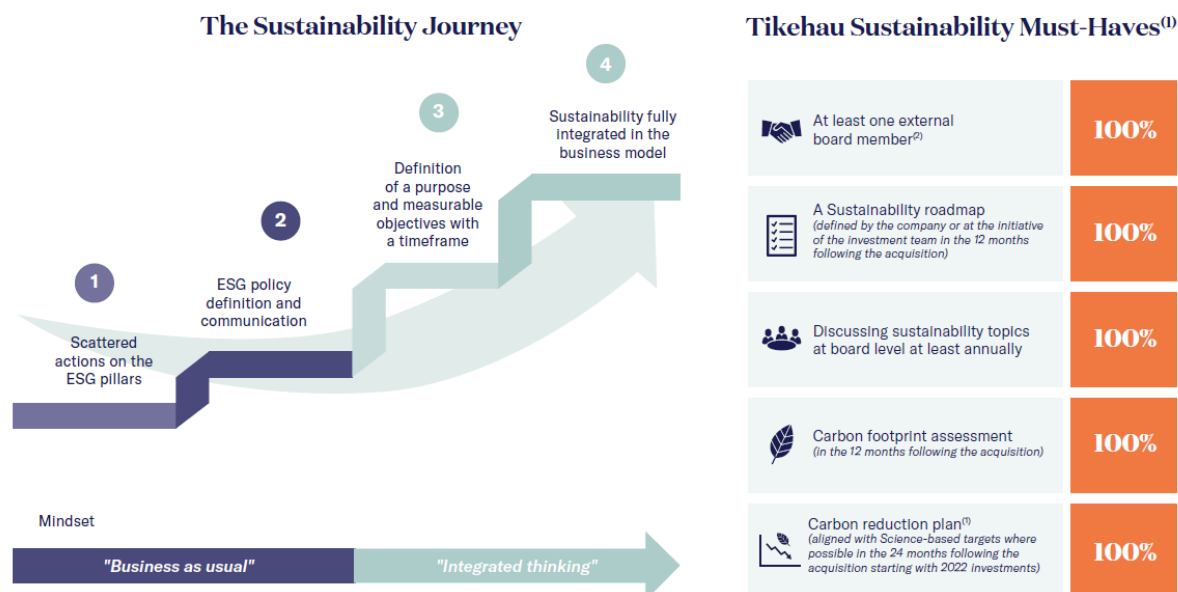 The Sustainability Journey
1
Scattered
actions on the
ESG pillars
2
ESG policy
definition and
communication
3
Definition
of a purpose
and measurable
objectives with
a timeframe
4
Sustainability fully
integrated in the
business model
Mindset
"Business as usual"
"Integrated thinking"
Tikehau Sustainability Must-Haves(1)
At least one external
board member(2)
100%
A Sustainability roadmap
(defined by the company or at the initiative
of the investment team in the 12 months
following the acquisition)
100%
Discussing sustainability topics
at board level at least annually
100%
Carbon footprint assessment
(in the 12 months following the acquisition)
100%
Carbon reduction plan(1)
(aligned with Science-based targets where
possible in the 24 months following the
acquisition starting with 2022 investments)
100%